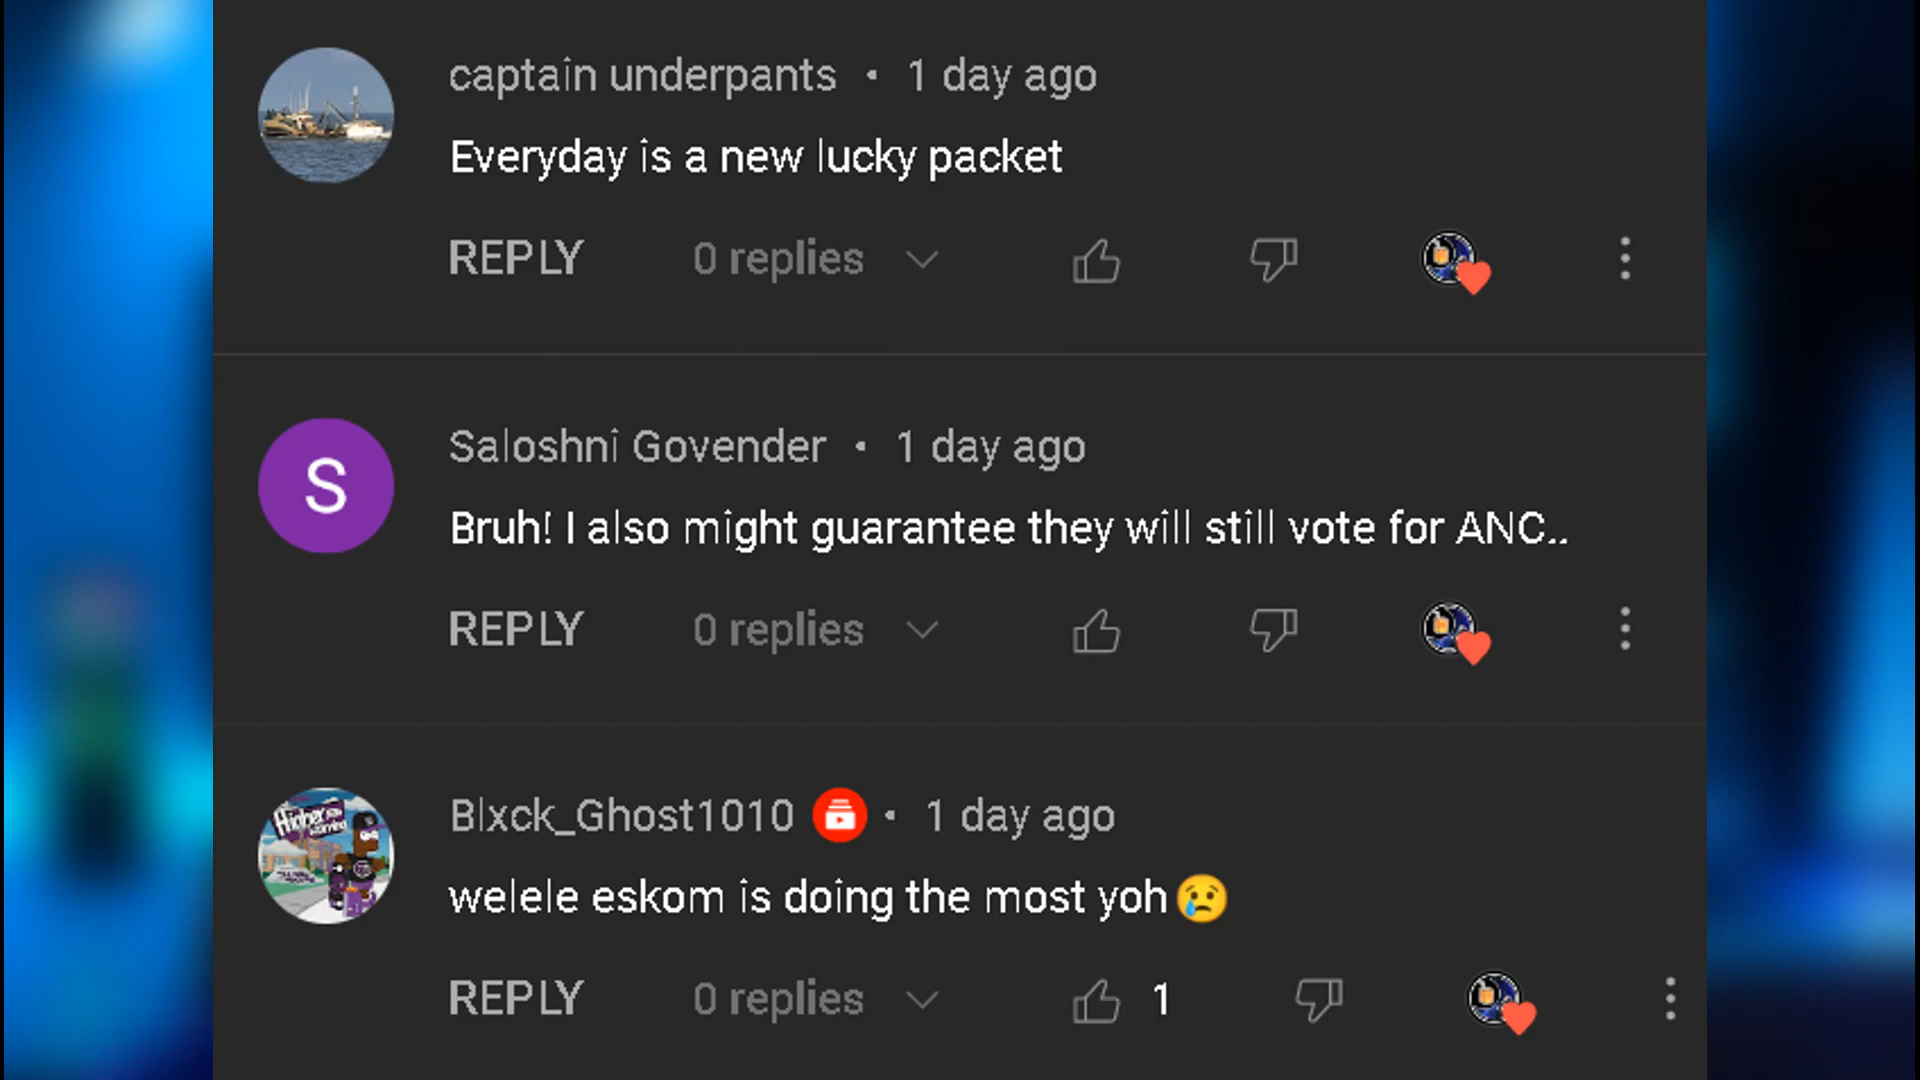 captain underpants • 1 day ago
Everyday is a new lucky packet
REPLY 0 replies
Saloshni Govender • 1 day ago
S
Bruh! I also might guarantee they will still vote for ANC..
REPLY 0 replies
Blxck_Ghost1010 • 1 day ago
welele eskom is doing the most yoh😢
REPLY 0 replies 1